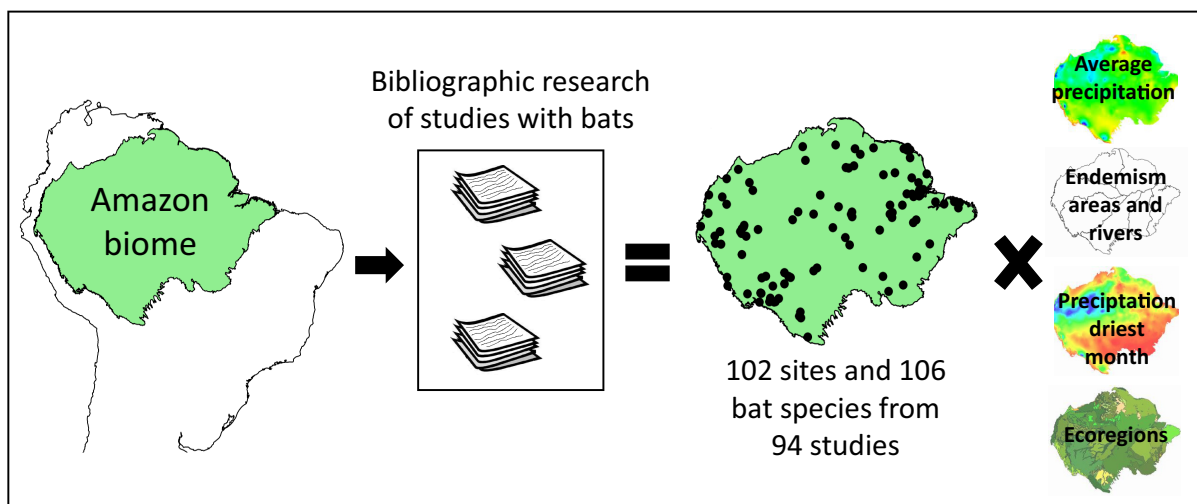 Amazon
biome
Bibliographic research
of studies with bats
102 sites and 106
bat species from
94 studies
Average
precipitation
Endemism
areas and
rivers
Preciptation
driest
month
Ecoregions